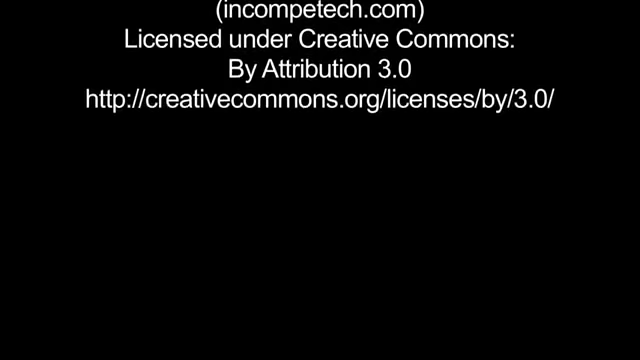 (incompetech.com)
Licensed under Creative Commons:
By Attribution 3.0
http://creativecommons.org/licenses/by/3.0/